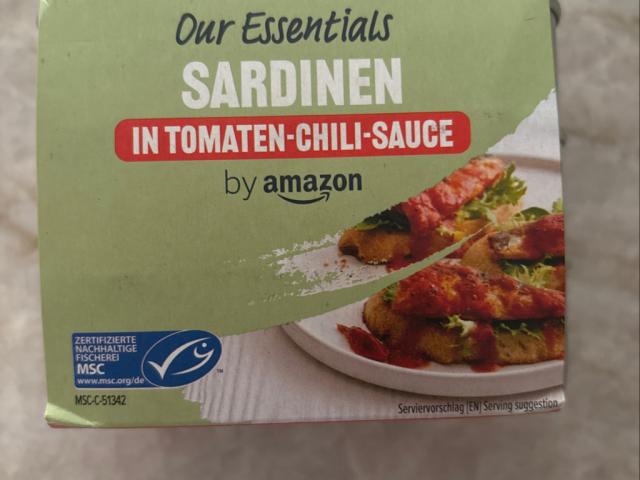 Our Essentials
SARDINEN
IN TOMATEN-CHILI-SAUCE
by amazon
ZERTIFIZIERTE
NACHHALTIGE
FISCHEREI
MSC
www.msc.org/de
TM
MSC-C-51342
Serviervorschlag |EN| Serving suggestion